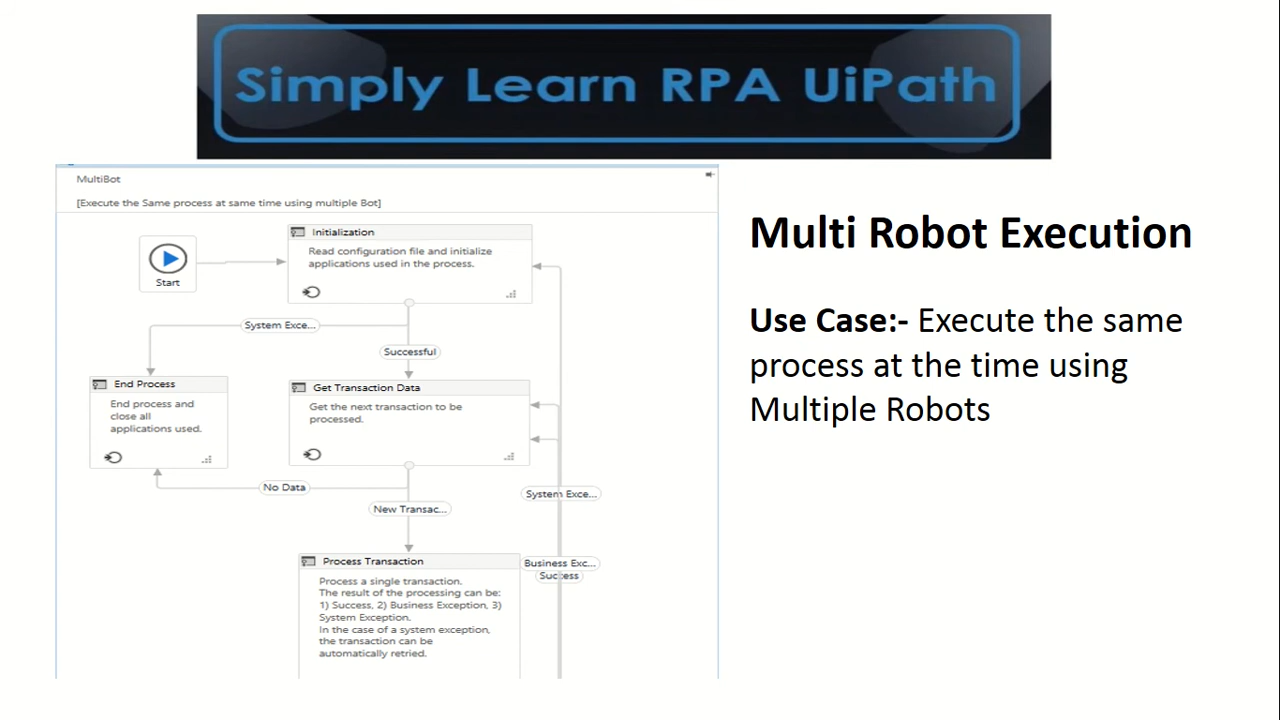 Simply Learn RPA UiPath
MultiBot
[Execute the Same process at same time using multiple Bot]
Start
Initialization
Read configuration file and initialize
applications used in the process.
System Exce...
Successful
End Process
End process and
close all
applications used.
Get Transaction Data
Get the next transaction to be
processed.
No Data
New Transac...
System Exce...
Business Exc...
Success
Process Transaction
Process a single transaction.
The result of the processing can be:
1) Success, 2) Business Exception, 3)
System Exception.
In the case of a system exception,
the transaction can be
automatically retried.
Multi Robot Execution
Use Case:- Execute the same
process at the time using
Multiple Robots